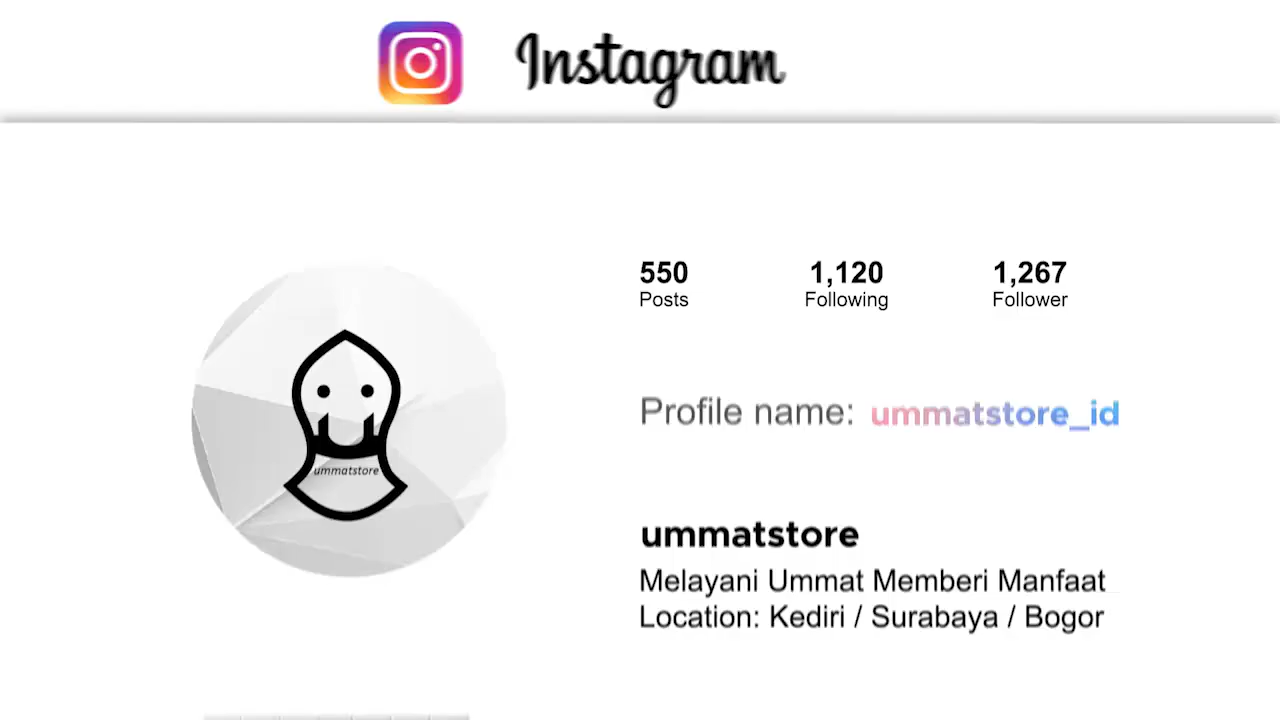 Instagram
550 1,120 1,267
Posts Following Follower
Profile name: ummatstore_id
ummatstore
ummatstore
Melayani Ummat Memberi Manfaat
Location: Kediri / Surabaya / Bogor